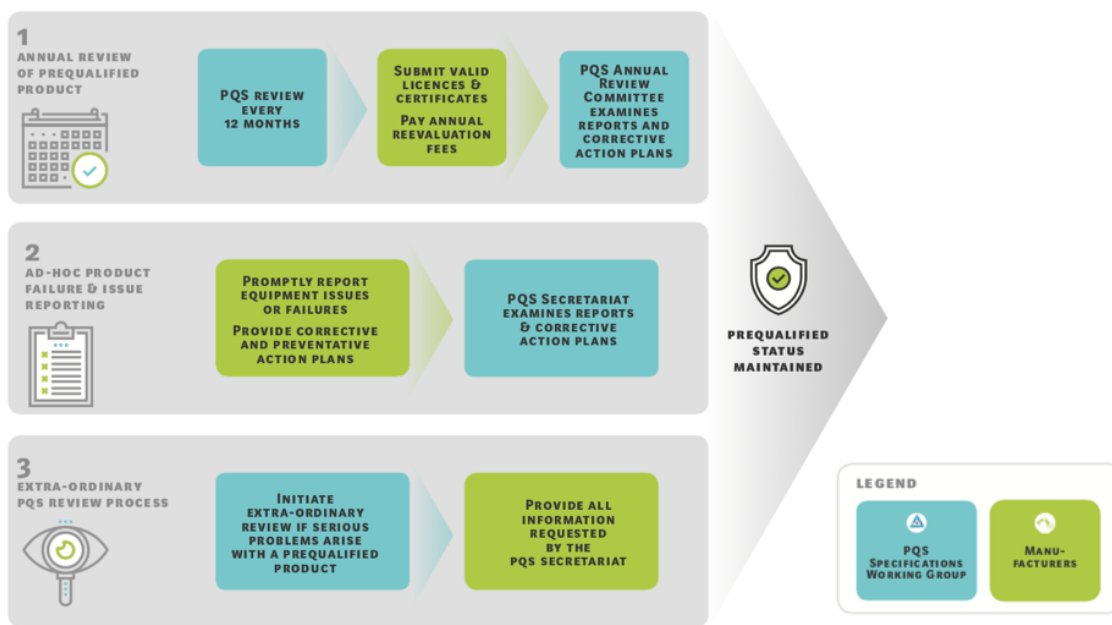 1
ANNUAL REVIEW
OF PREQUALIFIED
PRODUCT
PQS REVIEW
EVERY
12 MONTHS
SUBMIT VALID
LICENCES &
CERTIFICATES
PAY ANNUAL
REEVALUATION
FEES
PQS ANNUAL
REVIEW
COMMITTEE
EXAMINES
REPORTS AND
CORRECTIVE
ACTION PLANS
2
AD-HOC PRODUCT
FAILURE & ISSUE
REPORTING
PROMPTLY REPORT
EQUIPMENT ISSUES
OR FAILURES
PROVIDE CORRECTIVE
AND PREVENTATIVE
ACTION PLANS
PQS SECRETARIAT
EXAMINES REPORTS
& CORRECTIVE
ACTION PLANS
3
EXTRA-ORDINARY
PQS REVIEW PROCESS
INITIATE
EXTRA-ORDINARY
REVIEW IF SERIOUS
PROBLEMS ARISE
WITH A PREQUALIFIED
PRODUCT
PROVIDE ALL
INFORMATION
REQUESTED
BY THE
PQS SECRETARIAT
PREQUALIFIED
STATUS
MAINTAINED
LEGEND
PQS
SPECIFICATIONS
WORKING GROUP
MANU-
FACTURERS